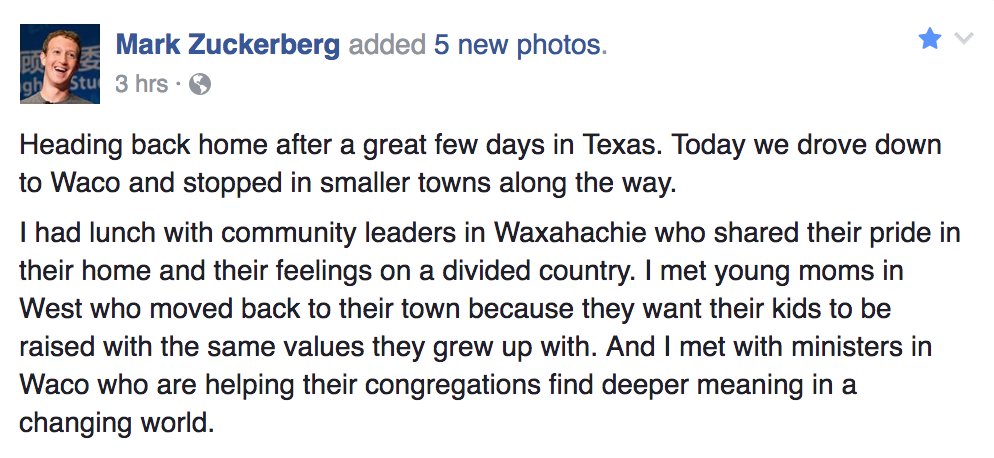 Mark Zuckerberg added 5 new photos.
3 hrs ·
Heading back home after a great few days in Texas. Today we drove down
to Waco and stopped in smaller towns along the way.
I had lunch with community leaders in Waxahachie who shared their pride in
their home and their feelings on a divided country. I met young moms in
West who moved back to their town because they want their kids to be
raised with the same values they grew up with. And I met with ministers in
Waco who are helping their congregations find deeper meaning in a
changing world.